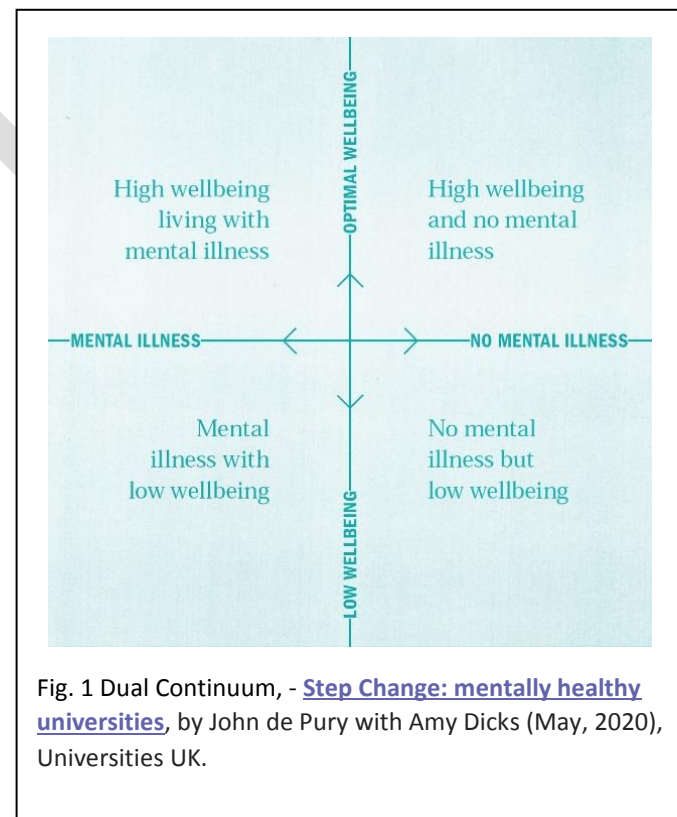 OPTIMAL WELLBEING
High wellbeing
living with
mental illness
High wellbeing
and no mental
illness
MENTAL ILLNESS
NO MENTAL ILLNESS
Mental
illness with
low wellbeing
No mental
illness but
low wellbeing
LOW WELLBEING
Fig. 1 Dual Continuum, - Step Change: mentally healthy
universities, by John de Pury with Amy Dicks (May, 2020),
Universities UK.